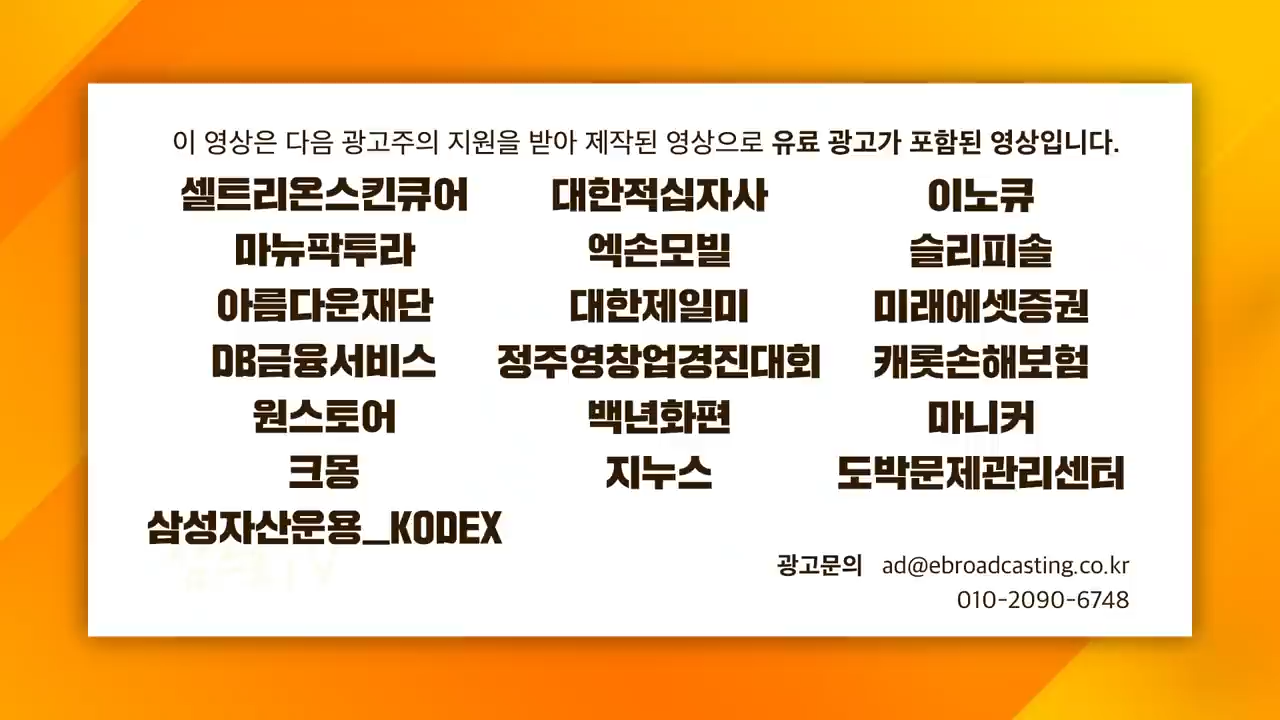 이 영상은 다음 광고주의 지원을 받아 제작된 영상으로 유료 광고가 포함된 영상입니다.
셀트리온스킨큐어 대한적십자사 이노큐
마뉴팍투라 엑손모빌 슬리피솔
아름다운재단 대한제일미 미래에셋증권
DB금융서비스 정주영창업경진대회 캐롯손해보험
원스토어 백년화편 마니커
크몽 지누스 도박문제관리센터
삼성자산운용_KODEX
광고문의 ad@ebroadcasting.co.kr
010-2090-6748